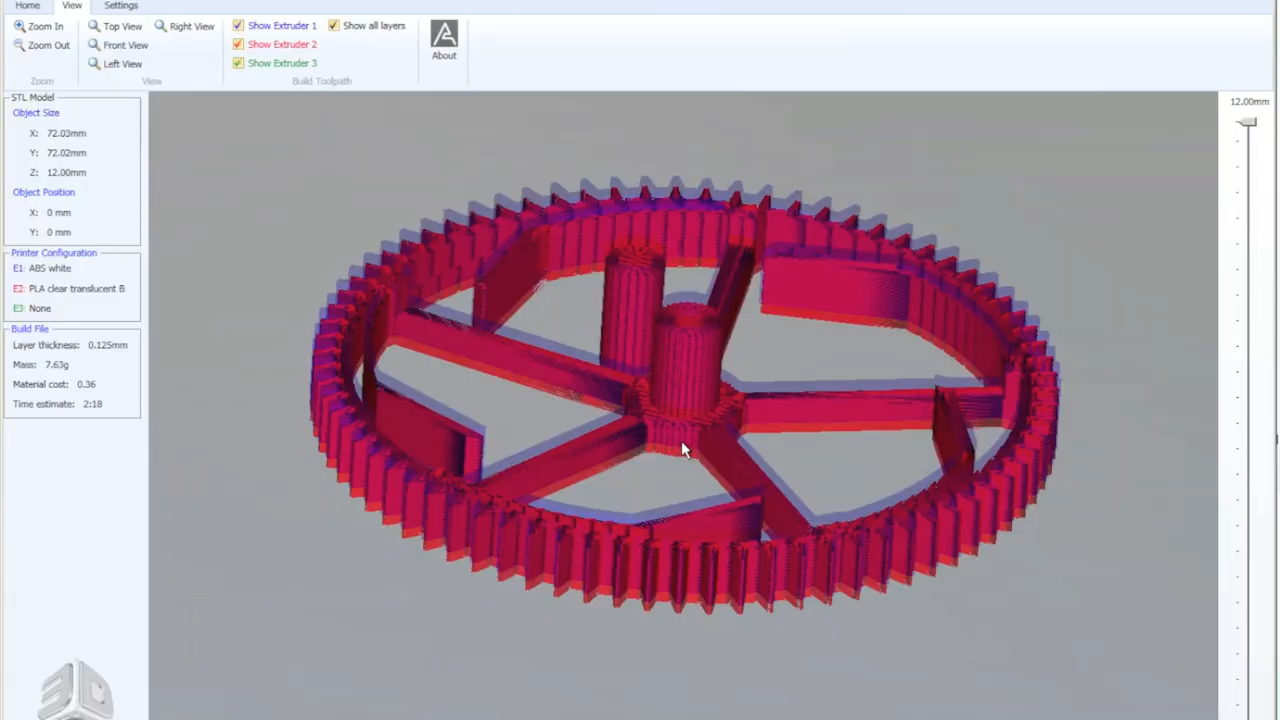 Home View Settings
Zoom In Top View Right View Show Extruder 1 Show all layers
Zoom Out Front View Show Extruder 2
Left View Show Extruder 3
About
Zoom View Build Toolpath
STL Model
Object Size
X: 72.03mm
Y: 72.02mm
Z: 12.00mm
Object Position
X: 0 mm
Y: 0 mm
Printer Configuration
E1: ABS white
E2: PLA clear translucent B
E3: None
Build File
Layer thickness: 0.125mm
Mass: 7.63g
Material cost: 0.36
Time estimate: 2:18
12.00mm
3D